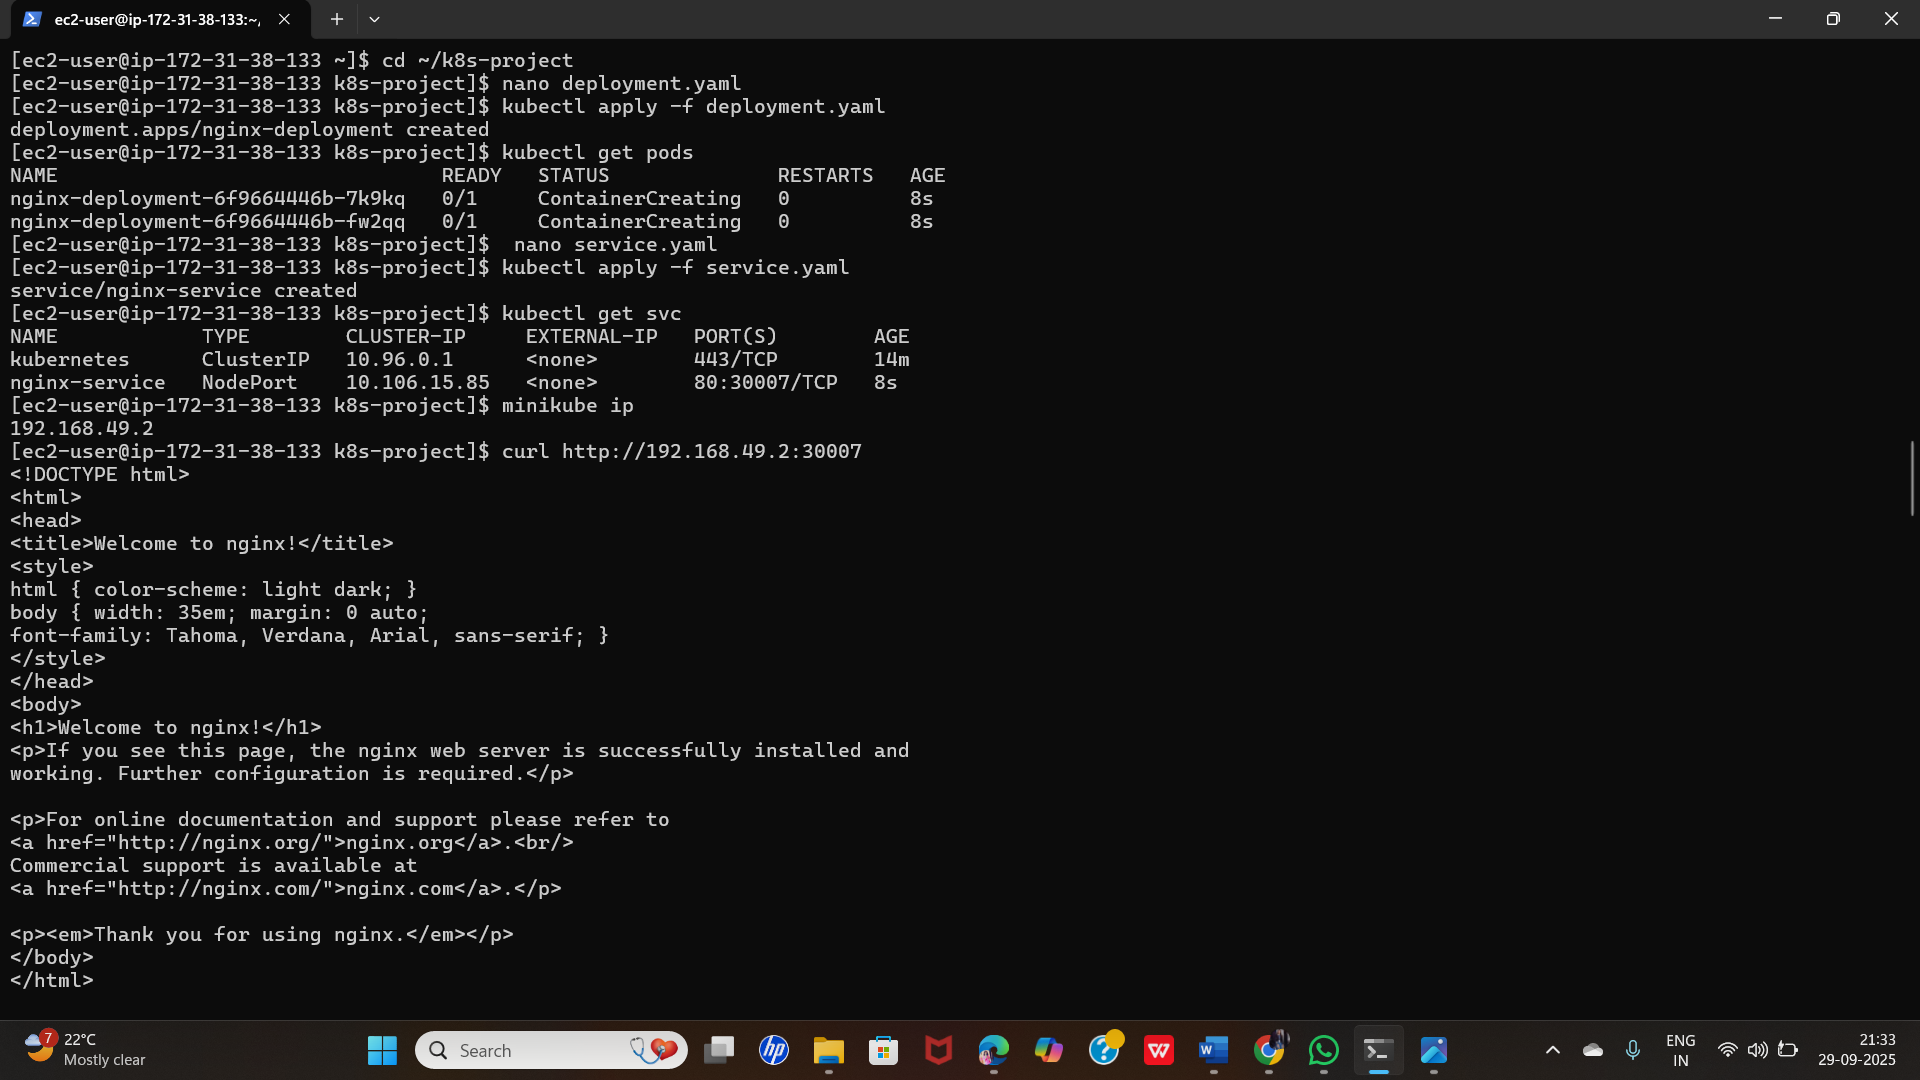 ec2-user@ip-172-31-38-133:~,
[ec2-user@ip-172-31-38-133 ~]$ cd ~/k8s-project
[ec2-user@ip-172-31-38-133 k8s-project]$ nano deployment.yaml
[ec2-user@ip-172-31-38-133 k8s-project]$ kubectl apply -f deployment.yaml
deployment.apps/nginx-deployment created
[ec2-user@ip-172-31-38-133 k8s-project]$ kubectl get pods
NAME                                READY   STATUS              RESTARTS   AGE
nginx-deployment-6f9664446b-7k9kq   0/1     ContainerCreating   0          8s
nginx-deployment-6f9664446b-fw2qq   0/1     ContainerCreating   0          8s
[ec2-user@ip-172-31-38-133 k8s-project]$  nano service.yaml
[ec2-user@ip-172-31-38-133 k8s-project]$ kubectl apply -f service.yaml
service/nginx-service created
[ec2-user@ip-172-31-38-133 k8s-project]$ kubectl get svc
NAME            TYPE        CLUSTER-IP     EXTERNAL-IP   PORT(S)        AGE
kubernetes      ClusterIP   10.96.0.1      <none>        443/TCP        14m
nginx-service   NodePort    10.106.15.85   <none>        80:30007/TCP   8s
[ec2-user@ip-172-31-38-133 k8s-project]$ minikube ip
192.168.49.2
[ec2-user@ip-172-31-38-133 k8s-project]$ curl http://192.168.49.2:30007
<!DOCTYPE html>
<html>
<head>
<title>Welcome to nginx!</title>
<style>
html { color-scheme: light dark; }
body { width: 35em; margin: 0 auto;
font-family: Tahoma, Verdana, Arial, sans-serif; }
</style>
</head>
<body>
<h1>Welcome to nginx!</h1>
<p>If you see this page, the nginx web server is successfully installed and
working. Further configuration is required.</p>

<p>For online documentation and support please refer to
<a href="http://nginx.org/">nginx.org</a>.<br/>
Commercial support is available at
<a href="http://nginx.com/">nginx.com</a>.</p>

<p><em>Thank you for using nginx.</em></p>
</body>
</html>
7
22°C
Mostly clear
Search
hp
W
W
ENG
IN
21:33
29-09-2025